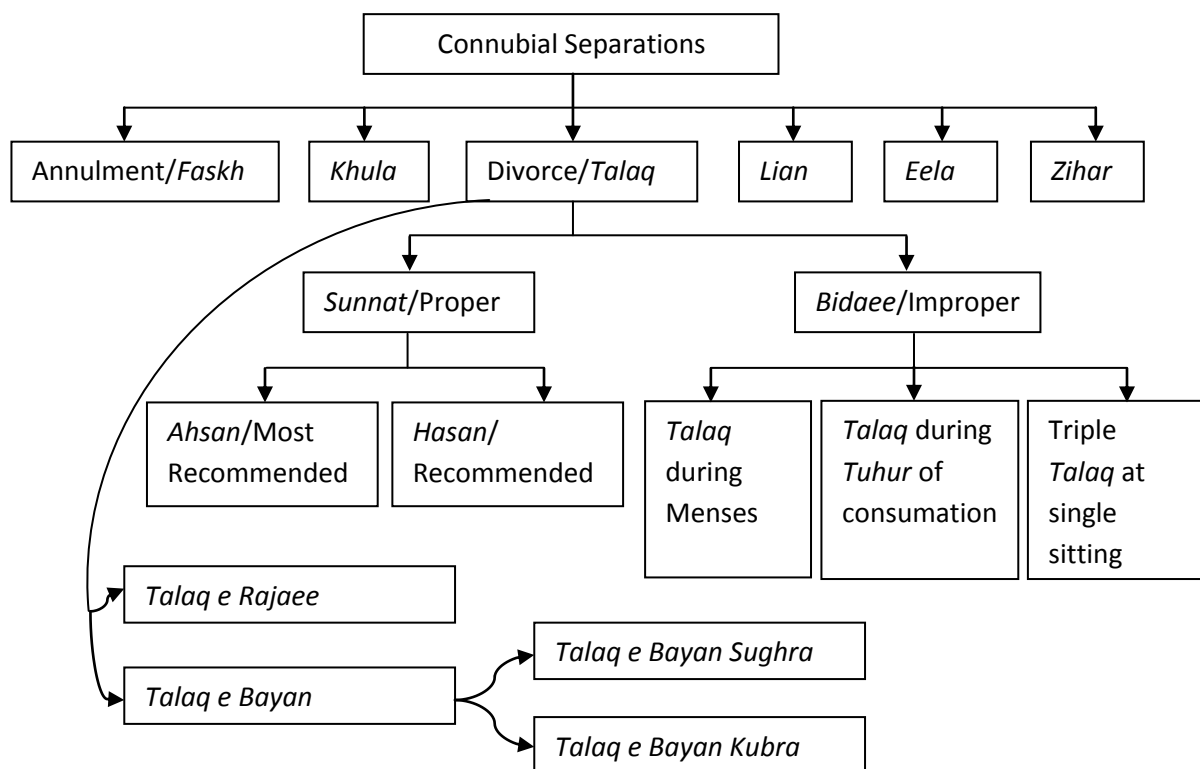 Connubial Separations
Annulment/Faskh
Khula
Divorce/Talaq
Lian
Eela
Zihar
Sunnat/Proper
Bidaee/Improper
Ahsan/Most
Recommended
Hasan/
Recommended
Talaq
during
Menses
Talaq during
Tuhur of
consumation
Triple
Talaq at
single
sitting
Talaq e Rajaee
Talaq e Bayan
Talaq e Bayan Sughra
Talaq e Bayan Kubra